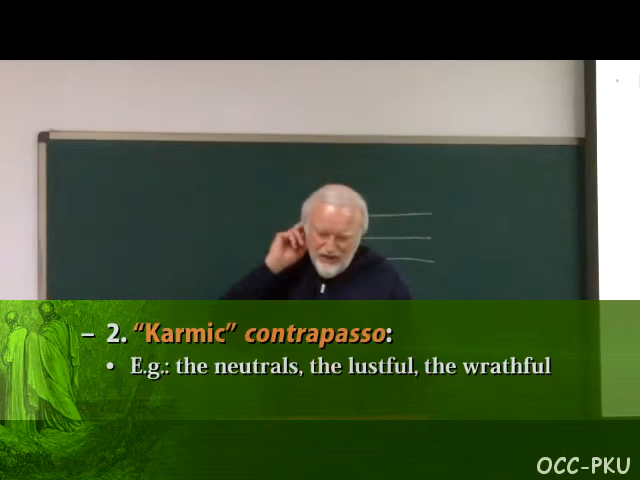 – 2. “Karmic” contrapasso:
• E.g.: the neutrals, the lustful, the wrathful
OCC-PKU